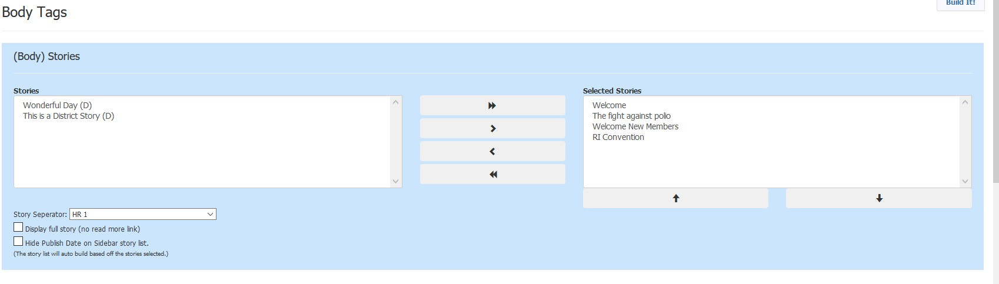 Build It!
Body Tags
(Body) Stories
Stories
Wonderful Day (D)
This is a District Story (D)
Selected Stories
Welcome
The fight against polio
Welcome New Members
RI Convention
Story Seperator: HR 1
Display full story (no read more link)
Hide Publish Date on Sidebar story list.
(The story list will auto build based off the stories selected.)